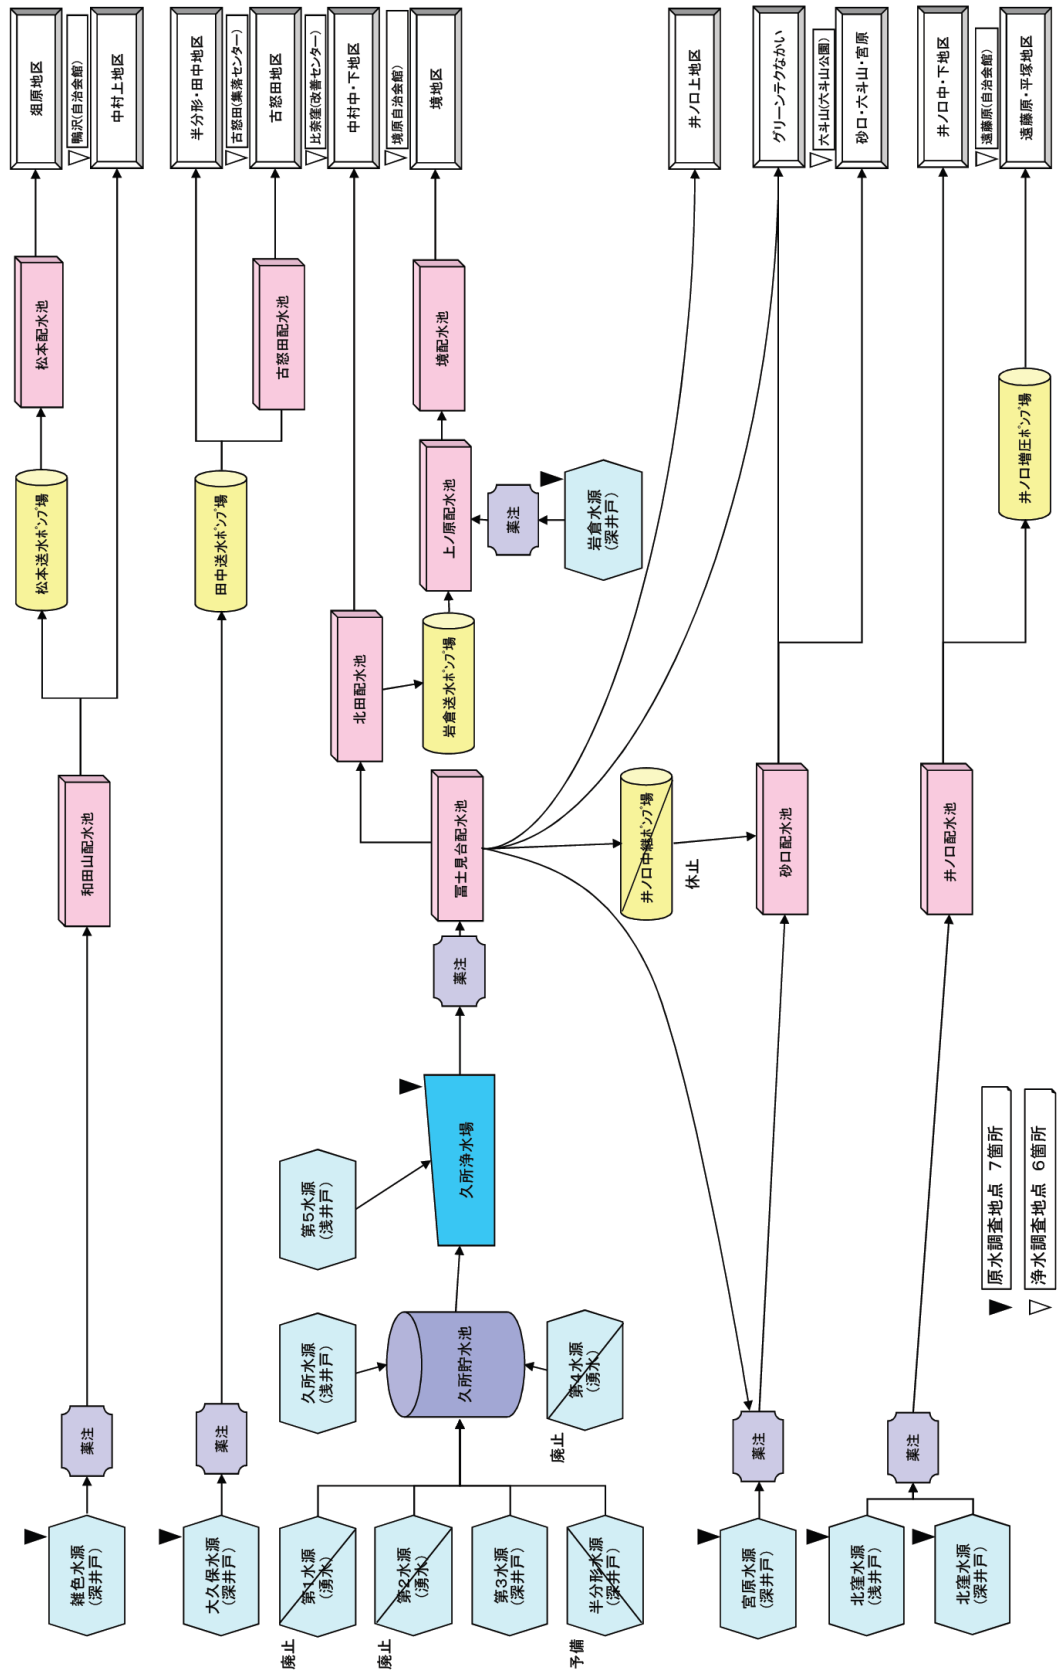 雑色水源
(深井戸)
薬注
和田山配水池
松本送水ポンプ場
松本配水池
爼原地区
鴨沢(自治会館)
中村上地区
大久保水源
(深井戸)
薬注
田中送水ポンプ場
古怒田配水池
半分形・田中地区
古怒田(集落センター)
古怒田地区
比奈窪(改善センター)
中村中・下地区
境原自治会館)
境地区
廃止
第1水源
(湧水)
廃止
第2水源
(湧水)
第3水源
(深井戸)
予備
半分形水源
(深井戸)
久所水源
(浅井戸)
久所貯水池
廃止
第4水源
(湧水)
第5水源
(浅井戸)
久所浄水場
薬注
冨士見台配水池
北田配水池
岩倉送水ポンプ場
上ノ原配水池
境配水池
薬注
岩倉水源
(深井戸)
井ノ口中継ポンプ場
休止
井ノ口上地区
宮原水源
(深井戸)
薬注
砂口配水池
グリーンテクなかい
六斗山(六斗山公園)
砂口・六斗山・宮原
北窪水源
(浅井戸)
北窪水源
(深井戸)
薬注
井ノ口配水池
井ノ口増圧ポンプ場
井ノ口中・下地区
遠藤原(自治会館)
遠藤原・平塚地区
原水調査地点 7箇所
浄水調査地点 6箇所